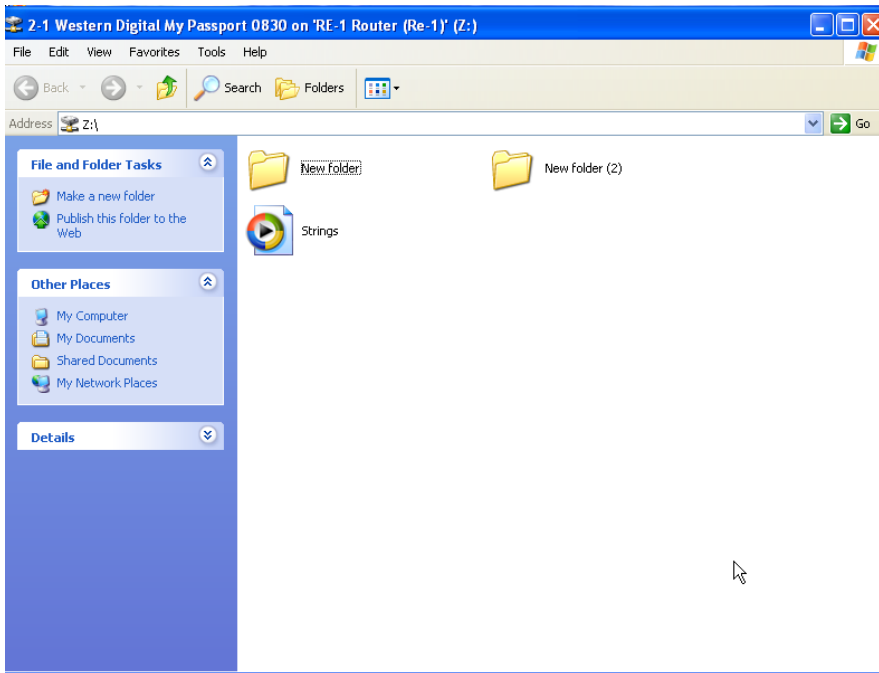 2-1 Western Digital My Passport 0830 on 'RE-1 Router (Re-1)' (Z:)
File Edit View Favorites Tools Help
Back Search Folders
Address Z:\ Go
File and Folder Tasks
Make a new folder
Publish this folder to the
Web
Other Places
My Computer
My Documents
Shared Documents
My Network Places
Details
New folder New folder (2)
Strings